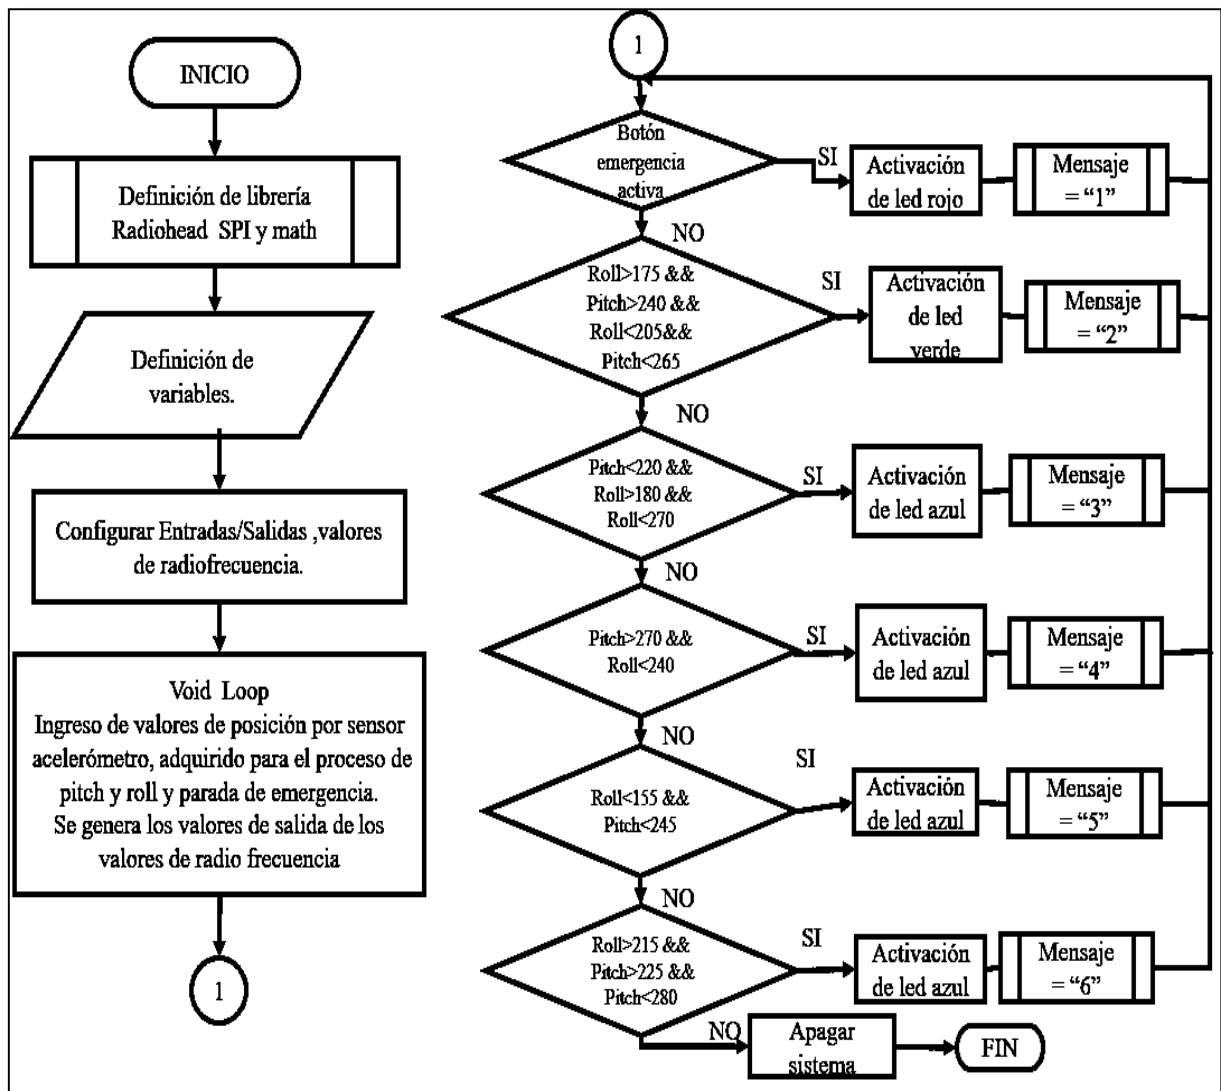 INICIO
Definición de librería
Radiohead SPI y math
Definición de
variables.
Configurar Entradas/Salidas ,valores
de radiofrecuencia.
Void Loop
Ingreso de valores de posición por sensor
acelerómetro, adquirido para el proceso de
pitch y roll y parada de emergencia.
Se genera los valores de salida de los
valores de radio frecuencia
1
1
Botón
emergencia
activa
SI
Activación
de led rojo
Mensaje
= “1”
NO
Roll>175 &&
Pitch>240 &&
Roll<205&&
Pitch<265
SI
Activación
de led
verde
Mensaje
= “2”
NO
Pitch<220 &&
Roll>180 &&
Roll<270
SI
Activación
de led azul
Mensaje
= “3”
NO
Pitch>270 &&
Roll<240
SI
Activación
de led azul
Mensaje
= “4”
NO
Roll<155 &&
Pitch<245
SI
Activación
de led azul
Mensaje
= “5”
NO
Roll>215 &&
Pitch>225 &&
Pitch<280
SI
Activación
de led azul
Mensaje
= “6”
NO
Apagar
sistema
FIN